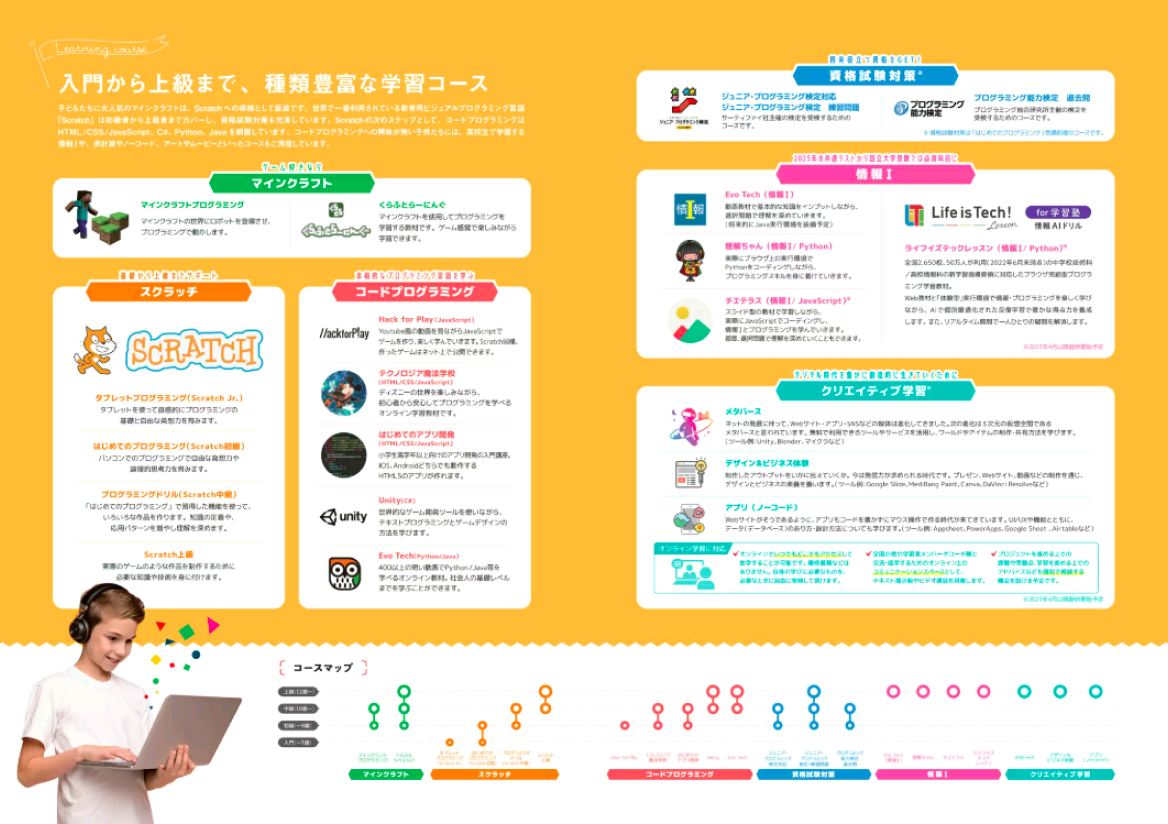 Learning course
入門から上級まで、種類豊富な学習コース
子どもたちに大人気のマインクラフトは、Scratchへの導線として最適です。世界で一番利用されている教育用ビジュアルプログラミング言語
「Scratch」は初級者から上級者までカバーし、資格試験対策も充実しています。Scratchの次のステップとして、コードプログラミングは
HTML/CSS/JavaScript、C#、Python、Javaを網羅しています。コードプログラミングへの興味が無い子供たちには、高校生で学習する
情報Iや、表計算やノーコード、アートやムービーといったコースもご用意しています。
ゲーム好きなら
マインクラフト
マインクラフトプログラミング
マインクラフトの世界にロボットを登場させ、
プログラミングで動かします。
くらふとらーにんぐ
くらふとらーにんぐ
マインクラフトを使用してプログラミングを
学習する教材です。ゲーム感覚で楽しみながら
学習できます。
基礎から上級までサポート
スクラッチ
SCRATCH
タブレットプログラミング(Scratch Jr.)
タブレットを使って直感的にプログラミングの
基礎と自由な発想力を育みます。
はじめてのプログラミング(Scratch初級)
パソコンでのプログラミングで自由な発想力や
論理的思考力を育みます。
プログラミングドリル(Scratch中級)
「はじめてのプログラミング」で習得した機能を使って、
いろいろな作品を作ります。知識の定着や、
応用パターンを増やし理解を深めます。
Scratch上級
実際のゲームのような作品を制作するために
必要な知識や技術を身に付けます。
本格的なプログラミング言語を学ぶ
コードプログラミング
HackforPlay
Hack for Play(JavaScript)
Youtube風の動画を見ながらJavaScriptで
ゲームを作り、楽しく学んでいきます。Scratch同様、
作ったゲームはネット上で公開できます。
テクノロジア魔法学校
(HTML/CSS/JavaScript)
ディズニーの世界を楽しみながら、
初心者から安心してプログラミングを学べる
オンライン学習教材です。
はじめてのアプリ開発
(HTML/CSS/JavaScript)
小学生高学年以上向けのアプリ開発の入門講座。
iOS、Androidどちらでも動作する
HTML5のアプリが作れます。
unity
Unity(C#)
世界的なゲーム開発ツールを使いながら、
テキストプログラミングとゲームデザインの
方法を学びます。
Evo Tech(Python/Java)
400以上の短い動画でPython/Java等を
学べるオンライン教材。社会人の基礎レベル
までを学ぶことができます。
将来役立つ資格をGET!
資格試験対策※
ジュニア・プログラミング検定
ジュニア・プログラミング検定対応
ジュニア・プログラミング検定 練習問題
サーティファイ社主催の検定を受検するための
コースです。
プログラミング
能力検定
プログラミング能力検定 過去問
プログラミング総合研究所主催の検定を
受検するためのコースです。
※ 資格試験対策は「はじめてのプログラミング」受講前提のコースです。
2025年の共通テストから国立大学受験では必須科目に
情報I
情報I
Evo Tech(情報I)
動画教材で基本的な知識をインプットしながら、
選択問題で理解を深めていきます。
(将来的にJava実行環境を装備予定)
理解ちゃん(情報I/ Python)
実際にブラウザ上の実行環境で
Pythonをコーディングしながら、
プログラミングスキルを身に着けていきます。
チエテラス(情報I/ JavaScript)※
スライド型の教材で学習しながら、
実際にJavaScriptでコーディングし、
情報Iとプログラミングを学んでいきます。
都度、選択問題で理解を深めていくこともできます。
Life is Tech! Lesson
for 学習塾
情報AIドリル
ライフイズテックレッスン(情報I/ Python)※
全国2,650校、50万人が利用(2022年6月末時点)の中学校技術科
/高校情報科の新学習指導要領に対応したブラウザ完結型プログラ
ミング学習教材。
Web教材と「体験型」実行環境で情報・プログラミングを楽しく学び
ながら、AIで個別最適化された反復学習で確かな得点力を養成
します。また、リアルタイム質問で一人ひとりの疑問を解消します。
※2023年4月以降提供開始予定
デジタル時代を豊かに創造的に生きていくために
クリエイティブ学習※
メタバース
ネットの発展に伴って、Webサイト・アプリ・SNSなどの媒体は進化してきました。次の進化は3次元の仮想空間である
メタバースと言われています。無料で利用できるツールやサービスを活用し、ワールドやアイテムの制作・共有方法を学びます。
(ツール例:Unity、Blender、マイクラなど)
デザイン&ビジネス体験
制作したアウトプットをいかに伝えていくか。今は発信力が求められる時代です。プレゼン、Webサイト、動画などの制作を通じ、
デザインとビジネスの素養を養います。(ツール例:Google Slide、MediBang Paint、Canva、DaVinci Resolveなど)
アプリ(ノーコード)
Webサイトがそうであるように、アプリもコードを書かずにマウス操作で作る時代が来てきています。UI/UXや機能とともに、
データ(データベース)のあり方・設計方法についても学びます。(ツール例:Appsheet、PowerApps、Google Sheet 、Airtableなど)
オンライン学習に対応
オンラインでいつでもどこでもアクセスして
ありません。自身の学びに必要なものを、
必要なときに自由に取得して頂けます。
全国の他の学習者メンバーやコーチ陣と
交流・協学するためのオンライン上の
コミュニケーションスペースとして、
テキスト掲示板やビデオ通話を用意します。
プロジェクトを進める上での
課題や問題点、学習を進める上での
アドバイスなどを個別で相談する
機会を設ける予定です。
※2023年4月以降提供開始予定
コースマップ
上級(12歳〜)
中級(10歳〜)
初級(〜9歳)
入門(〜7歳)
マインクラフト
プログラミング
くらふと
らーにんぐ
タブレット
プログラミング
はじめての
プログラミング
プログラミング
ドリル
Scratch
上級
Hack for Play
テクノロジア
魔法学校
はじめての
アプリ開発
Unity
Evo Tech
ジュニア・
プログラミング
検定対応
ジュニア・
プログラミング
検定/練習問題
プログラミング
能力検定
過去問
Evo Tech
(情報I)
理解ちゃん
チエテラス
ライフイズ
テック
レッスン
メタバース
デザイン&
ビジネス体験
アプリ
(ノーコード)
マインクラフト
スクラッチ
コードプログラミング
資格試験対策
情報I
クリエイティブ学習